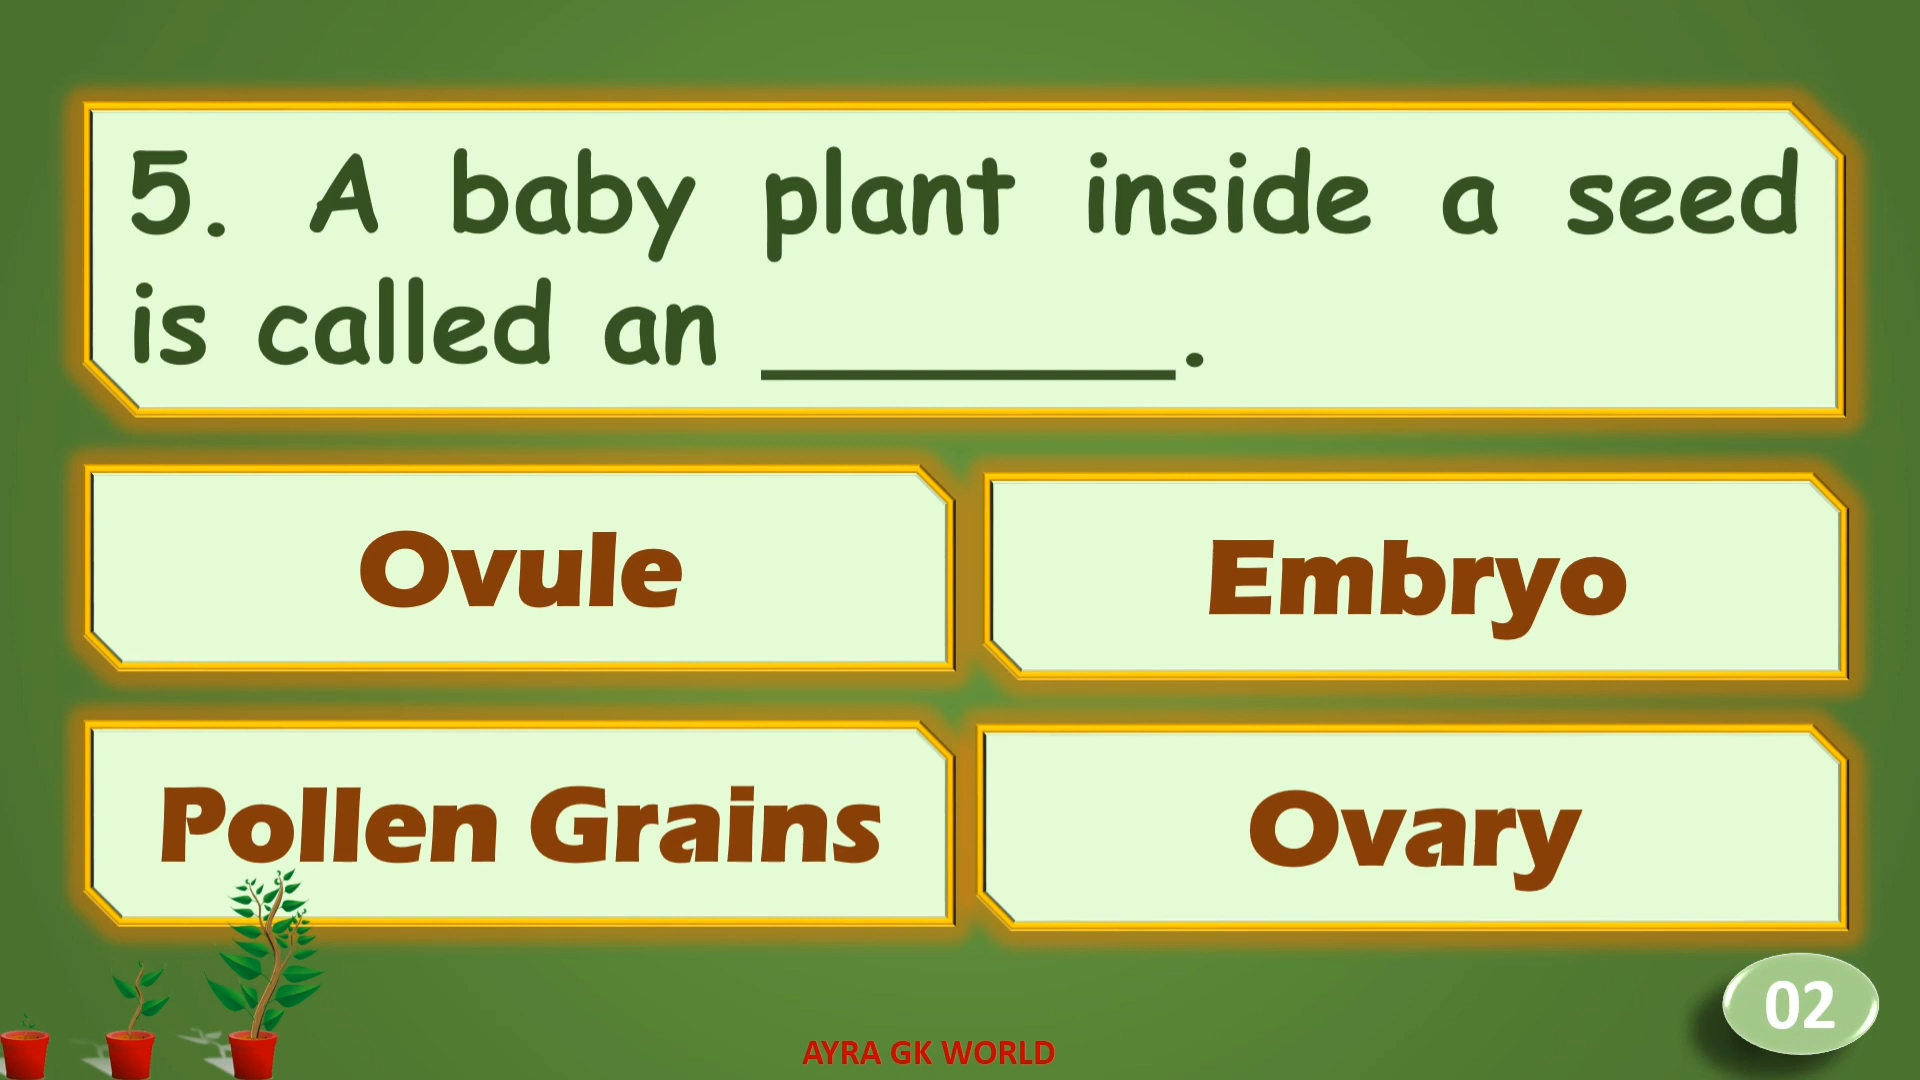 5. A baby plant inside a seed
is called an ________.
Ovule
Embryo
Pollen Grains
Ovary
02
AYRA GK WORLD